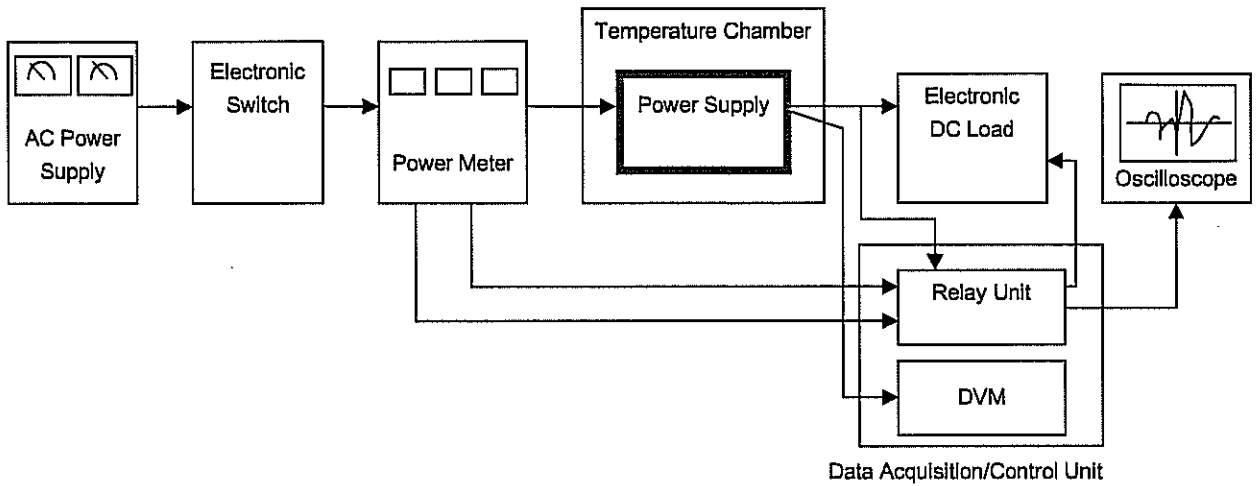 Temperature Chamber
AC Power
Supply
Electronic
Switch
Power Meter
Power Supply
Electronic
DC Load
Oscilloscope
Relay Unit
DVM
Data Acquisition/Control Unit